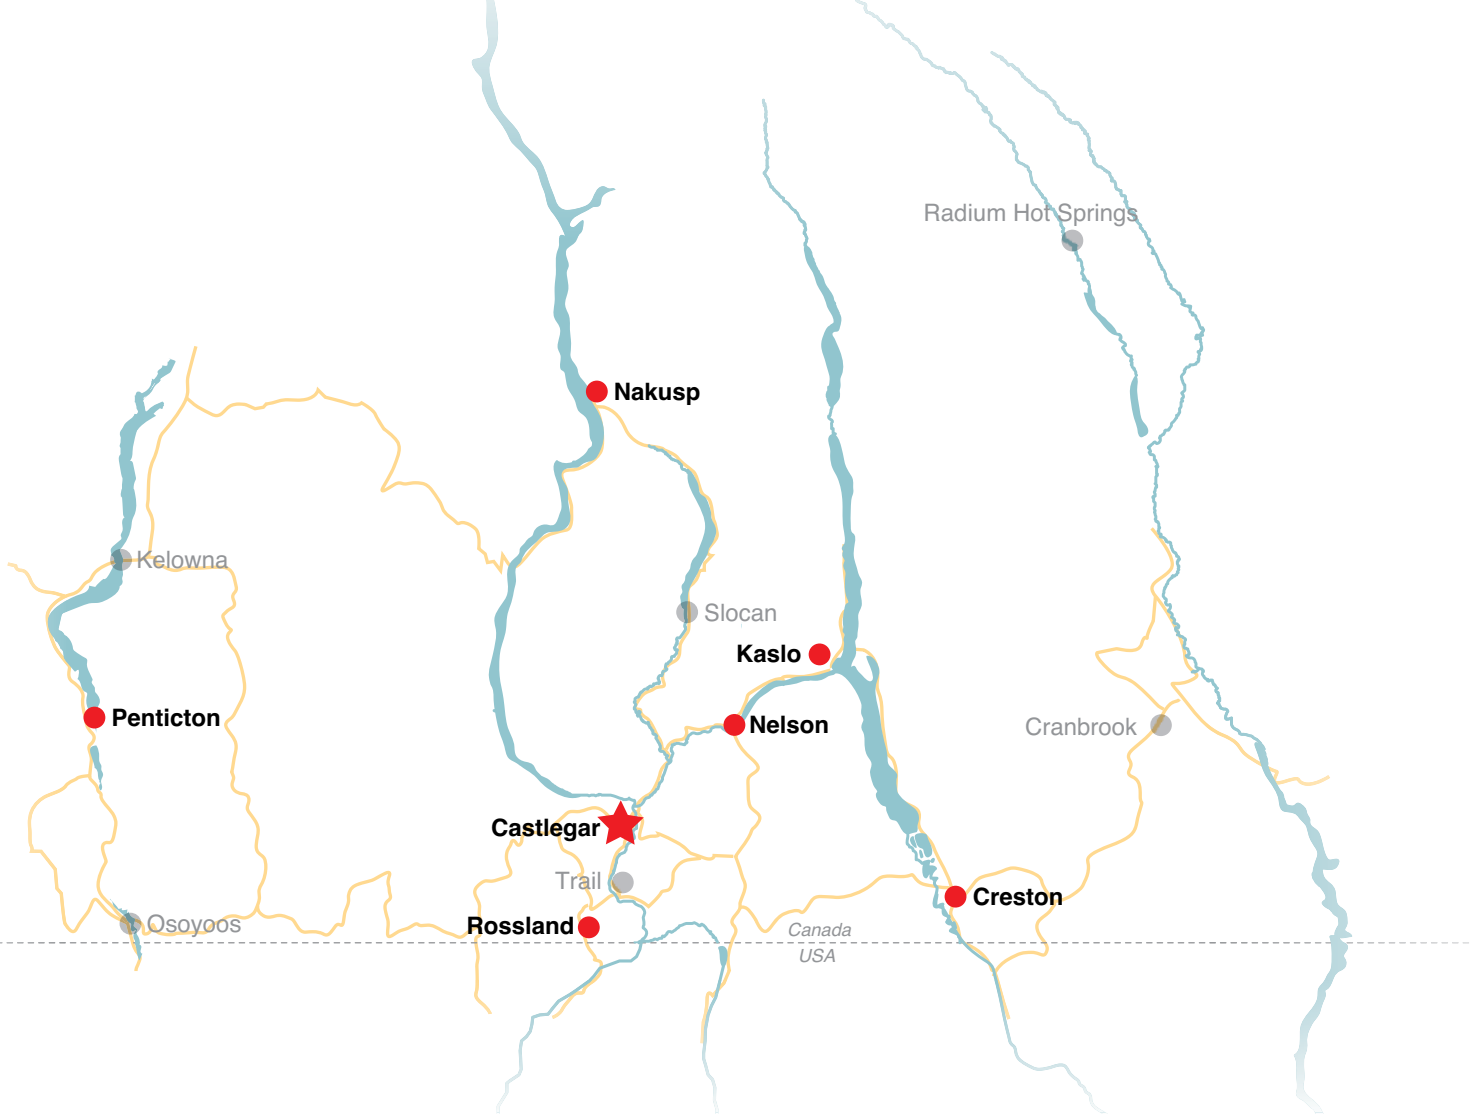 Radium Hot Springs
Nakusp
Kelowna
Slocan
Kaslo
Penticton
Nelson
Cranbrook
Castlegar
Trail
Creston
Osoyoos
Rossland
Canada
USA